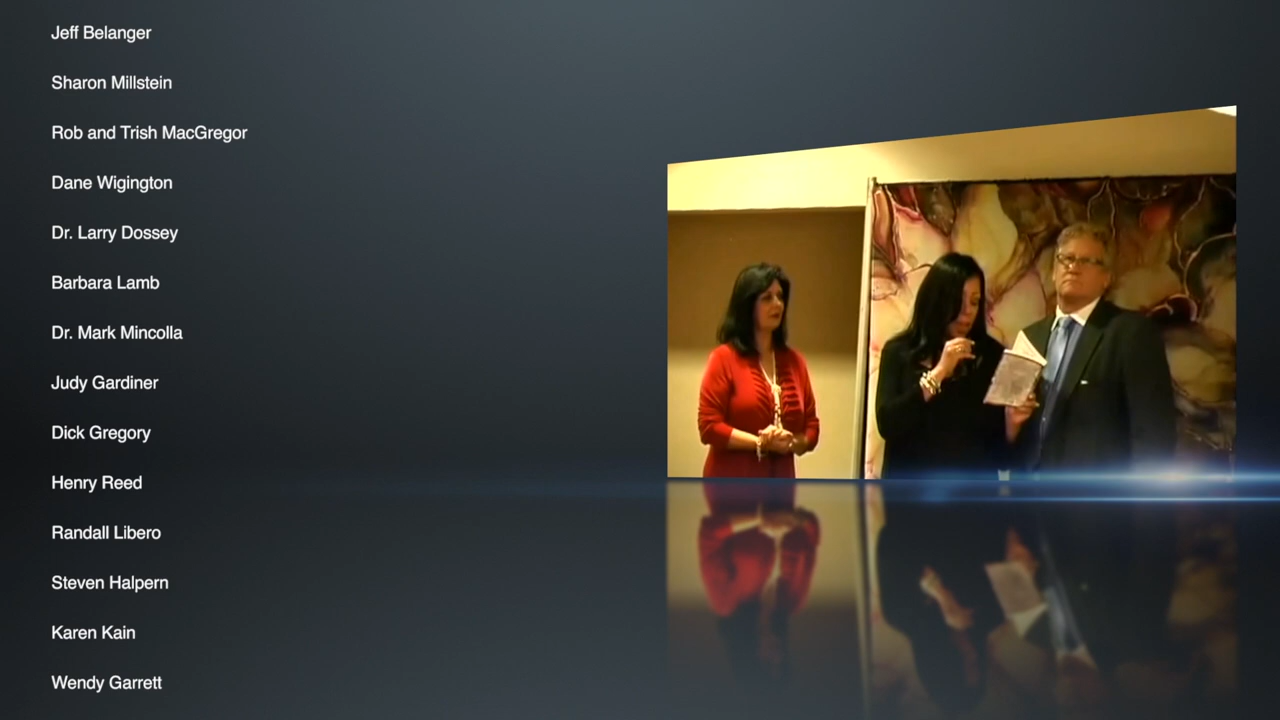 Jeff Belanger
Sharon Millstein
Rob and Trish MacGregor
Dane Wigington
Dr. Larry Dossey
Barbara Lamb
Dr. Mark Mincolla
Judy Gardiner
Dick Gregory
Henry Reed
Randall Libero
Steven Halpern
Karen Kain
Wendy Garrett